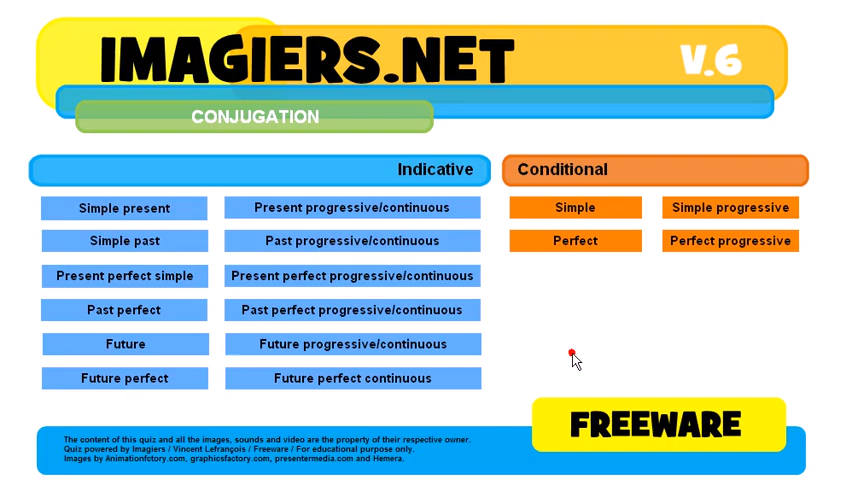 IMAGIERS.NET
V.6
CONJUGATION
Indicative
Conditional
Simple present
Present progressive/continuous
Simple
Simple progressive
Simple past
Past progressive/continuous
Perfect
Perfect progressive
Present perfect simple
Present perfect progressive/continuous
Past perfect
Past perfect progressive/continuous
Future
Future progressive/continuous
Future perfect
Future perfect continuous
FREEWARE
The content of this quiz and all the images, sounds and video are the property of their respective owner.
Quiz powered by Imagiers / Vincent Lefrançois / Freeware / For educational purpose only.
Images by Animationfotory.com, graphicsfactory.com, presentermedia.com and Hemera.